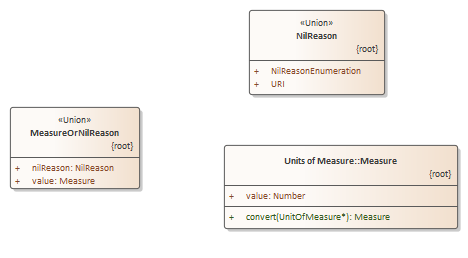 «Union»
NilReason
{root}
+ NilReasonEnumeration
+ URI
«Union»
MeasureOrNilReason
{root}
+ nilReason: NilReason
+ value: Measure
Units of Measure::Measure
{root}
+ value: Number
+ convert(UnitOfMeasure*): Measure